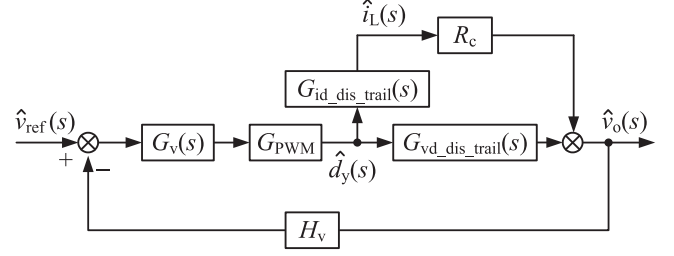 î_L(s)
R_c
G_id_dis_trail(s)
v̂_ref(s)
G_v(s)
G_PWM
G_vd_dis_trail(s)
v̂_o(s)
+
−
d̂_y(s)
H_v